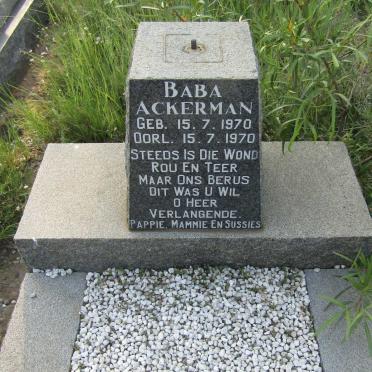 BABA
ACKERMAN
GEB. 15. 7. 1970
OORL. 15. 7. 1970
STEEDS IS DIE WOND
ROU EN TEER
MAAR ONS BERUS
DIT WAS U WIL
O HEER
VERLANGENDE.
PAPPIE, MAMMIE EN SUSSIES